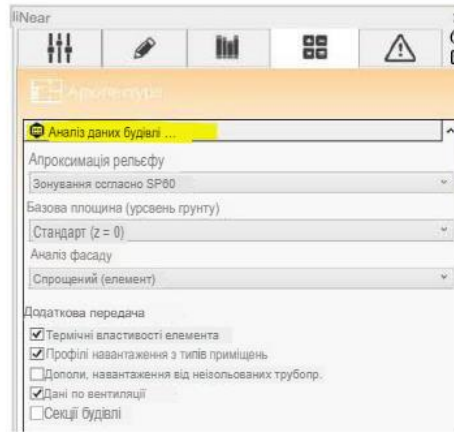 liNear
Архітектура
Аналіз даних будівлі ...
Апроксимація рельєфу
Зонування согласно SP60
Базова площина (урсвень грунту)
Стандарт (z = 0)
Аналіз фасаду
Спрощений (елемент)
Додаткова передача
Термічні властивості елемента
Профілі навантаження з типів приміщень
Дополи, навантаження від неізольованих трубопр.
Дані по вентиляції
Секції будівлі